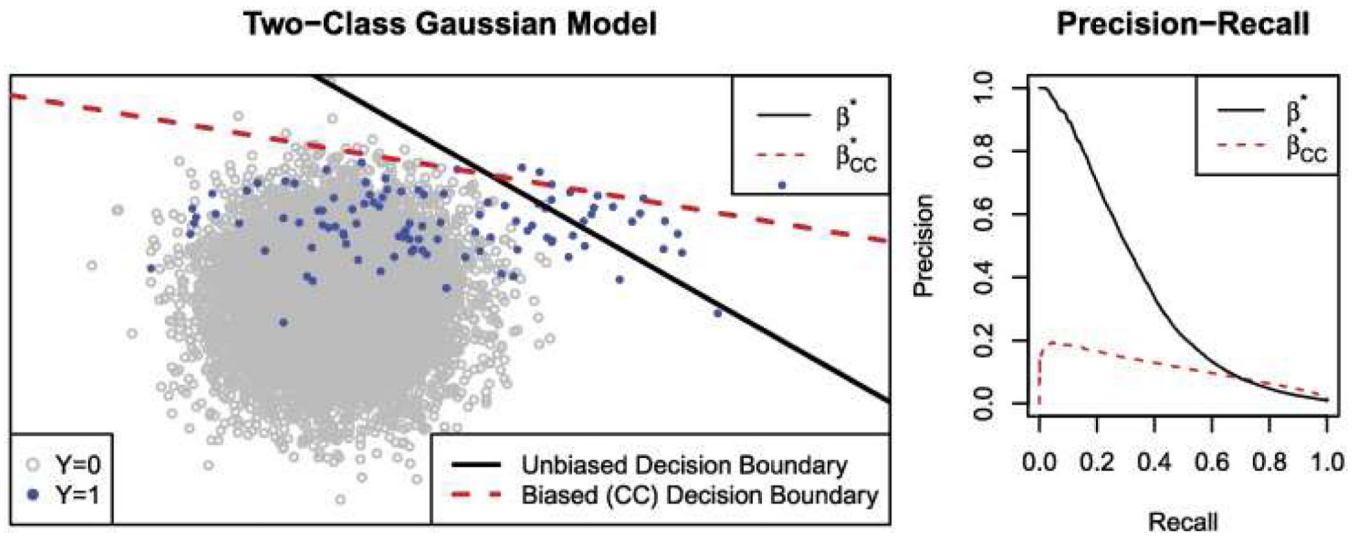 Two−Class Gaussian Model
β*
β*CC
Y=0
Y=1
Unbiased Decision Boundary
Biased (CC) Decision Boundary
Precision−Recall
β*
β*CC
Precision
1.0
0.8
0.6
0.4
0.2
0.0
0.0 0.2 0.4 0.6 0.8 1.0
Recall